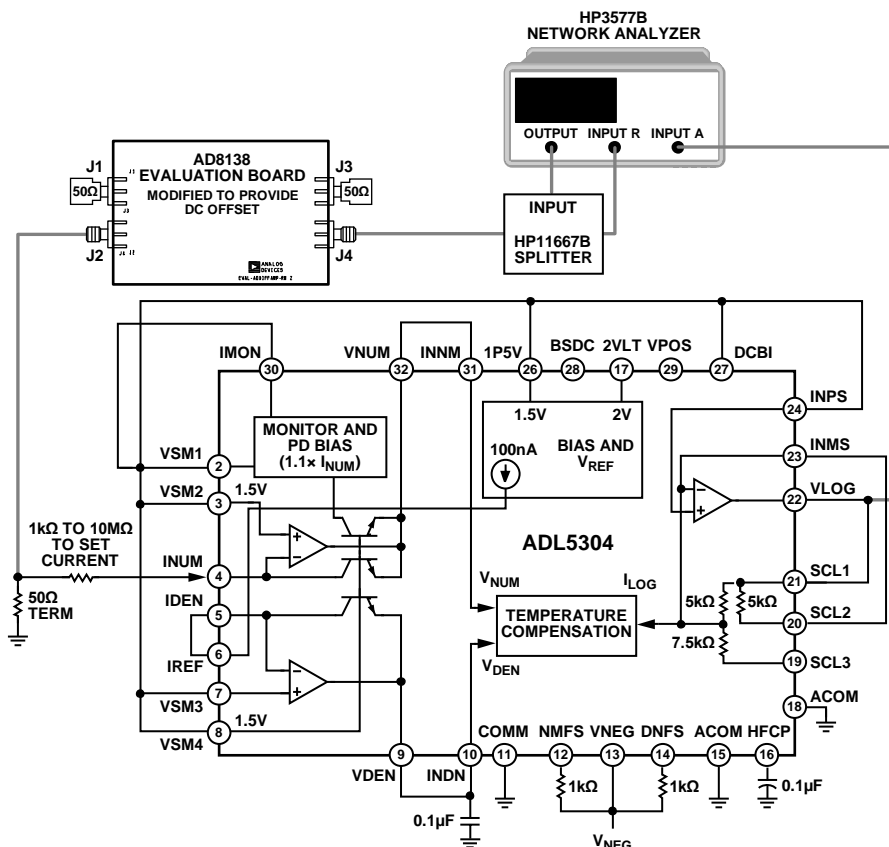 HP3577B
NETWORK ANALYZER
OUTPUT INPUT R INPUT A
AD8138
EVALUATION BOARD
MODIFIED TO PROVIDE
DC OFFSET
J1
J3
50Ω
50Ω
J2
J4
ANALOG
DEVICES
INPUT
HP11667B
SPLITTER
IMON
VNUM
INNM
1P5V
BSDC
2VLT
VPOS
DCBI
30
32
31
26
28
17
29
27
INPS
24
INMS
23
VLOG
22
SCL1
21
SCL2
20
SCL3
19
ACOM
18
1.5V
2V
100nA
BIAS AND
VREF
MONITOR AND
PD BIAS
(1.1× INUM)
VSM1
2
VSM2
3
1.5V
1kΩ TO 10MΩ
TO SET
CURRENT
INUM
4
50Ω
TERM
IDEN
5
IREF
6
7
VSM3
8
1.5V
VSM4
ADL5304
VNUM
ILOG
TEMPERATURE
COMPENSATION
VDEN
5kΩ
5kΩ
7.5kΩ
COMM
NMFS
VNEG
DNFS
ACOM
HFCP
9
10
11
12
13
14
15
16
VDEN
INDN
1kΩ
1kΩ
0.1µF
0.1µF
VNEG